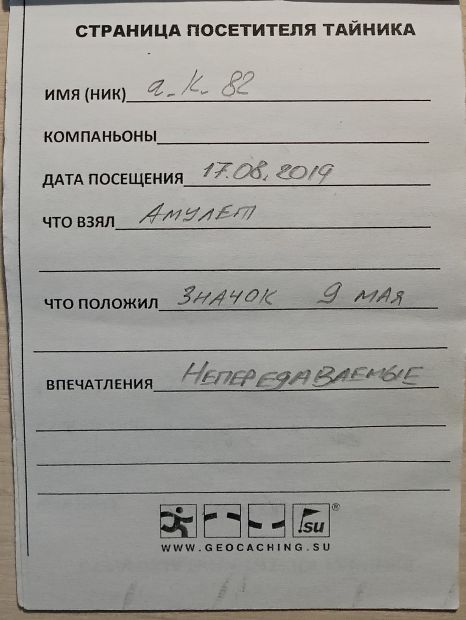 СТРАНИЦА ПОСЕТИТЕЛЯ ТАЙНИКА
ИМЯ (НИК) a_K_82
КОМПАНЬОНЫ
ДАТА ПОСЕЩЕНИЯ 17.08.2019
ЧТО ВЗЯЛ АМУЛЕТ
ЧТО ПОЛОЖИЛ ЗНАЧОК 9 МАЯ
ВПЕЧАТЛЕНИЯ НЕПЕРЕДАВАЕМЫЕ
.su ®
WWW.GEOCACHING.SU